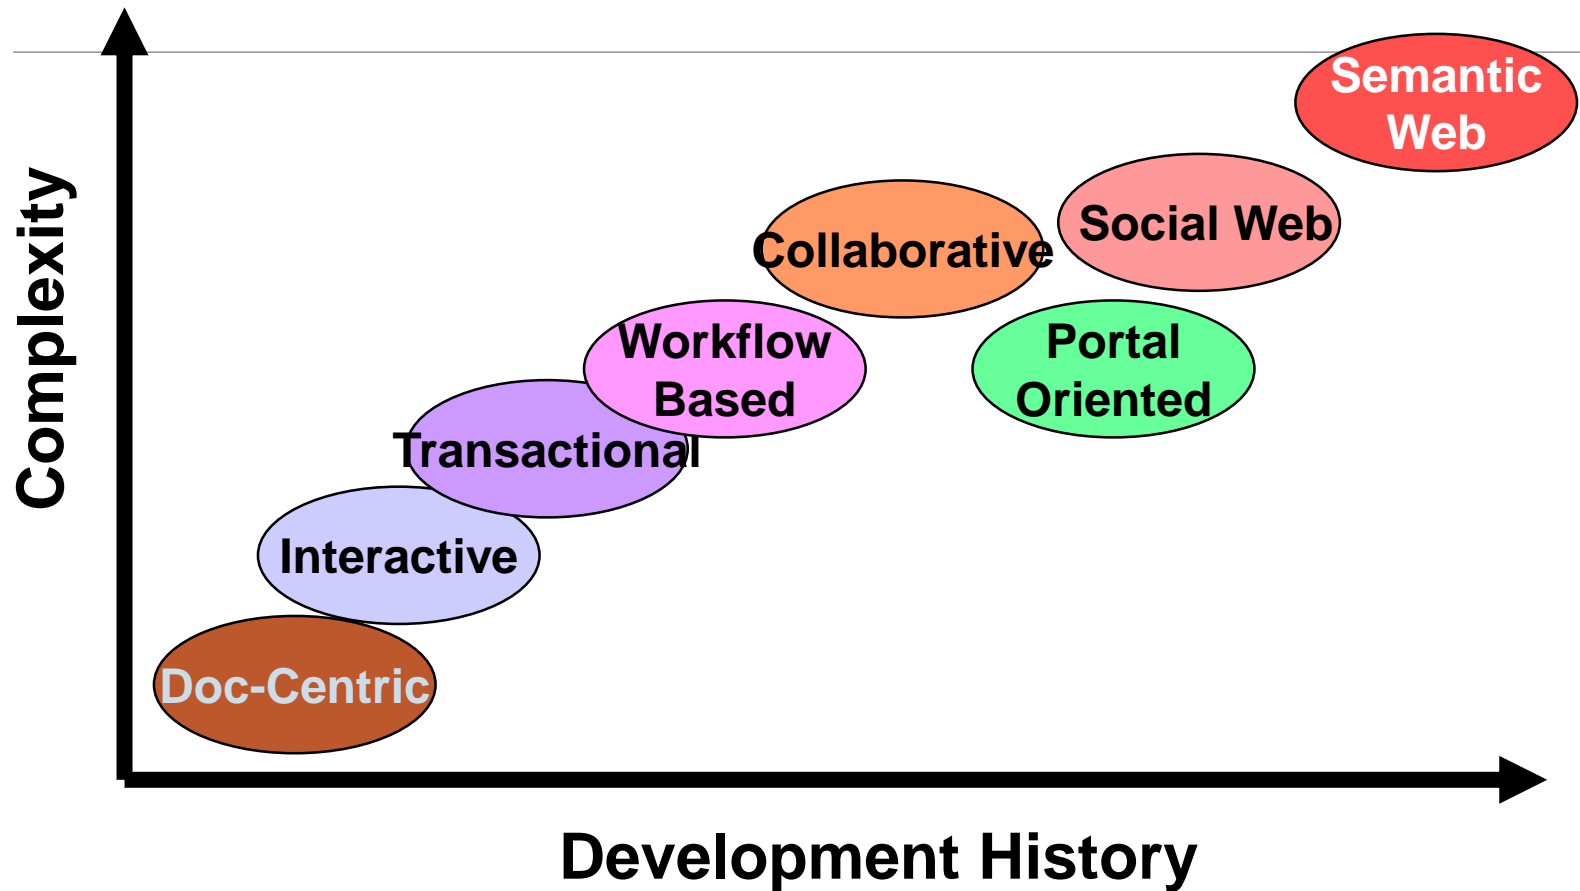 Semantic
Web
Social Web
Collaborative
Workflow
Based
Portal
Oriented
Transactional
Interactive
Doc-Centric
Complexity
Development History